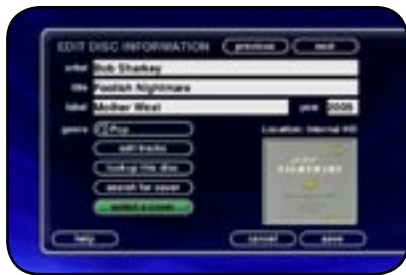 EDIT DISC INFORMATION previous next
artist Bob Sharkey
title Foolish Nightmare
label Mother West year 2005
genre Pop Location: Internal HD
edit tracks
lookup this disc
search for cover
select a cover
NIGHTMARE
help cancel save